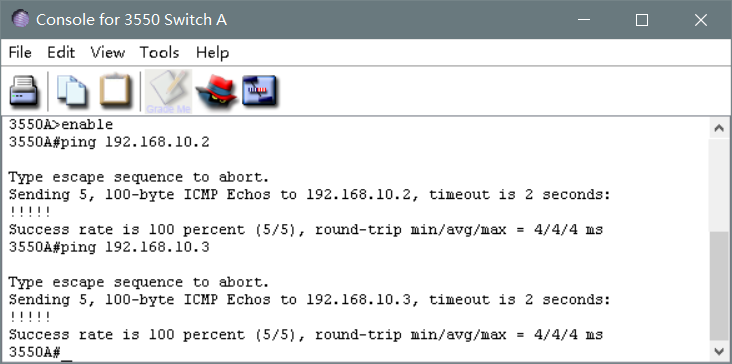 Console for 3550 Switch A
File Edit View Tools Help
Grade Me
3550A>enable
3550A#ping 192.168.10.2
Type escape sequence to abort.
Sending 5, 100-byte ICMP Echos to 192.168.10.2, timeout is 2 seconds:
!!!!!
Success rate is 100 percent (5/5), round-trip min/avg/max = 4/4/4 ms
3550A#ping 192.168.10.3
Type escape sequence to abort.
Sending 5, 100-byte ICMP Echos to 192.168.10.3, timeout is 2 seconds:
!!!!!
Success rate is 100 percent (5/5), round-trip min/avg/max = 4/4/4 ms
3550A#_